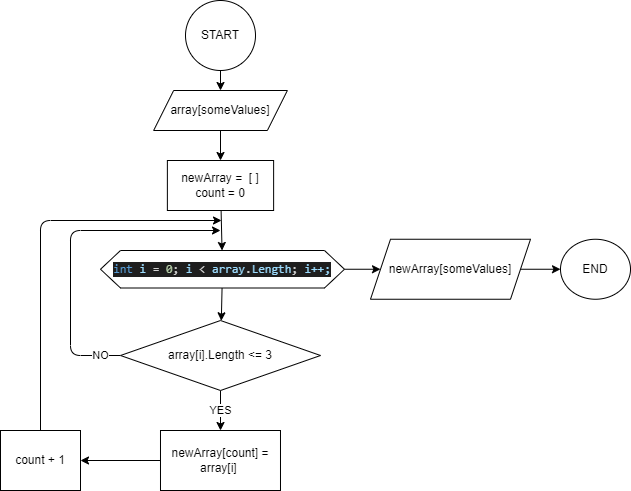 START
array[someValues]
newArray = [ ]
count = 0
int i = 0; i < array.Length; i++;
newArray[someValues]
END
array[i].Length <= 3
NO
YES
newArray[count] =
array[i]
count + 1